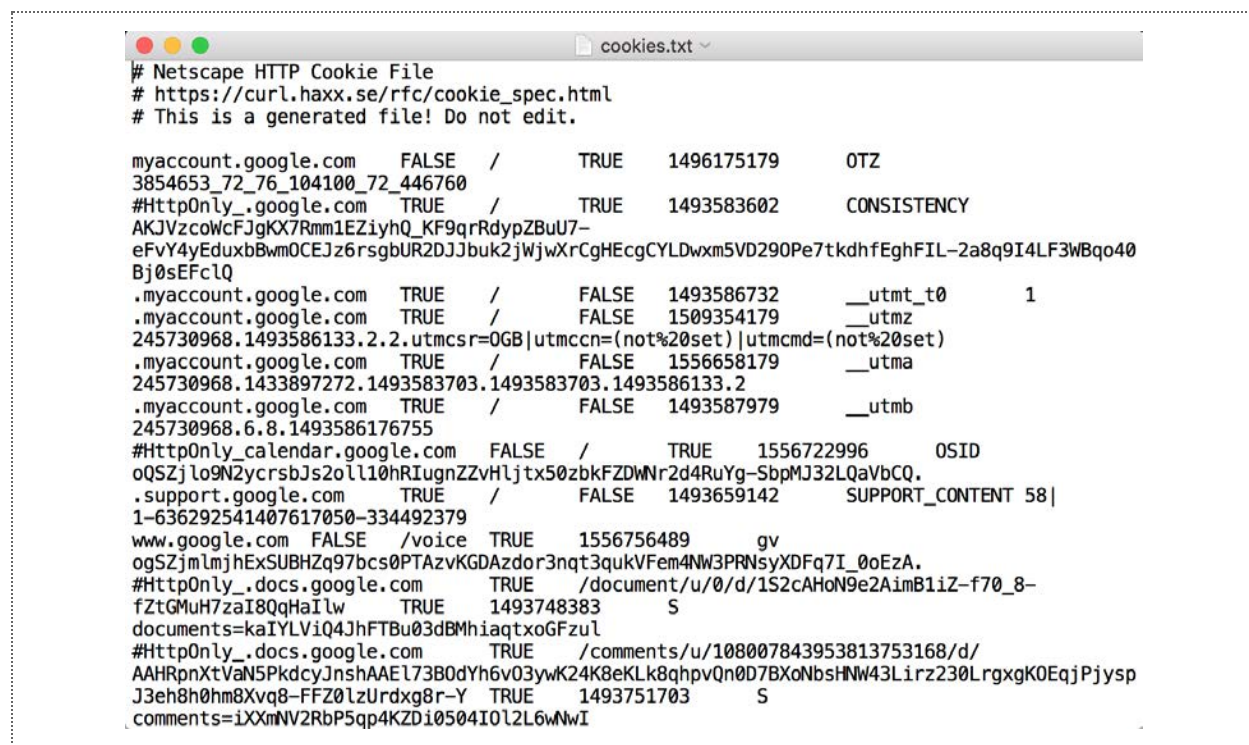 cookies.txt
# Netscape HTTP Cookie File
# https://curl.haxx.se/rfc/cookie_spec.html
# This is a generated file! Do not edit.
myaccount.google.com FALSE / TRUE 1496175179 OTZ
3854653_72_76_104100_72_446760
#HttpOnly_.google.com TRUE / TRUE 1493583602 CONSISTENCY
AKJVzcoWcFJgKX7Rmm1EZiyhQ_KF9qrRdypZBuU7-
eFvY4yEduxbBwmOCEJz6rsgbUR2DJJbuk2jWjwXrCgHEcgCYLDwxm5VD29OPe7tkdhfEghFIL-2a8q9I4LF3WBqo40
Bj0sEFclQ
.myaccount.google.com TRUE / FALSE 1493586732 __utmt_t0 1
.myaccount.google.com TRUE / FALSE 1509354179 __utmz
245730968.1493586133.2.2.utmcsr=OGB|utmccn=(not%20set)|utmcmd=(not%20set)
.myaccount.google.com TRUE / FALSE 1556658179 __utma
245730968.1433897272.1493583703.1493583703.1493586133.2
.myaccount.google.com TRUE / FALSE 1493587979 __utmb
245730968.6.8.1493586176755
#HttpOnly_calendar.google.com FALSE / TRUE 1556722996 OSID
oQSZjlo9N2ycrsbJs2oll10hRIugnZZvHljtx50zbkFZDWNr2d4RuYg-SbpMJ32LQaVbCQ.
.support.google.com TRUE / FALSE 1493659142 SUPPORT_CONTENT 58|
1-636292541407617050-334492379
www.google.com FALSE /voice TRUE 1556756489 gv
ogSZjmlmjhExSUBHZq97bcs0PTAzvKGDAzdor3nqt3qukVFem4NW3PRNsyXDFq7I_0oEzA.
#HttpOnly_.docs.google.com TRUE /document/u/0/d/1S2cAHoN9e2AimB1iZ-f70_8-
fZtGMuH7zaI8QqHaIlw TRUE 1493748383 S
documents=kaIYLViQ4JhFTBu03dBMhiaqtxoGFzul
#HttpOnly_.docs.google.com TRUE /comments/u/108007843953813753168/d/
AAHRpnXtVaN5PkdcyJnshAAEl73BOdYh6vO3ywK24K8eKLk8qhpvQn0D7BXoNbsHNW43Lirz230LrgxgKOEqjPjysp
J3eh8h0hm8Xvq8-FFZ0lzUrdxg8r-Y TRUE 1493751703 S
comments=iXXmNV2RbP5qp4KZDi0504IOl2L6wNwI